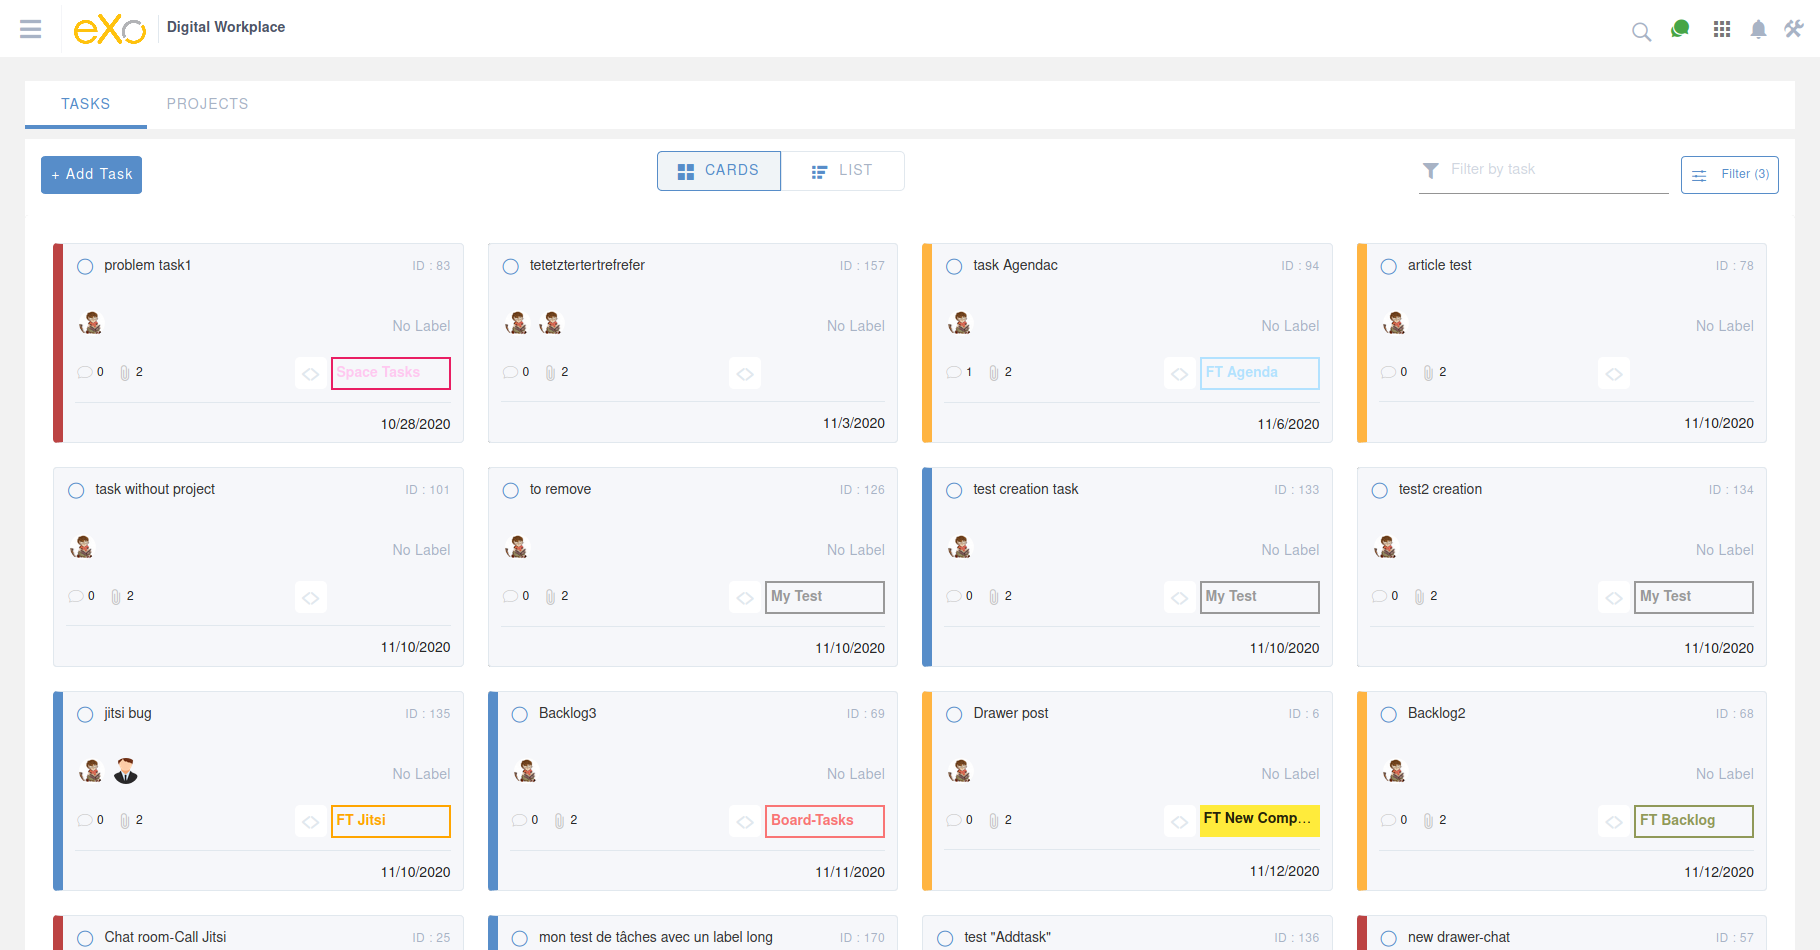 eXo Digital Workplace
TASKS PROJECTS
+ Add Task CARDS LIST Filter by task Filter (3)
problem task1 ID : 83
No Label
0 2 <> Space Tasks
10/28/2020
tetetztertertrefrefer ID : 157
No Label
0 2 <>
11/3/2020
task Agendac ID : 94
No Label
1 2 <> FT Agenda
11/6/2020
article test ID : 78
No Label
0 2 <>
11/10/2020
task without project ID : 101
No Label
0 2 <>
11/10/2020
to remove ID : 126
No Label
0 2 <> My Test
11/10/2020
test creation task ID : 133
No Label
0 2 <> My Test
11/10/2020
test2 creation ID : 134
No Label
0 2 <> My Test
11/10/2020
jitsi bug ID : 135
No Label
0 2 <> FT Jitsi
11/10/2020
Backlog3 ID : 69
No Label
0 2 <> Board-Tasks
11/11/2020
Drawer post ID : 6
No Label
0 2 <> FT New Comp...
11/12/2020
Backlog2 ID : 68
No Label
0 2 <> FT Backlog
11/12/2020
Chat room-Call Jitsi ID : 25
mon test de tâches avec un label long ID : 170
test "Addtask" ID : 136
new drawer-chat ID : 57